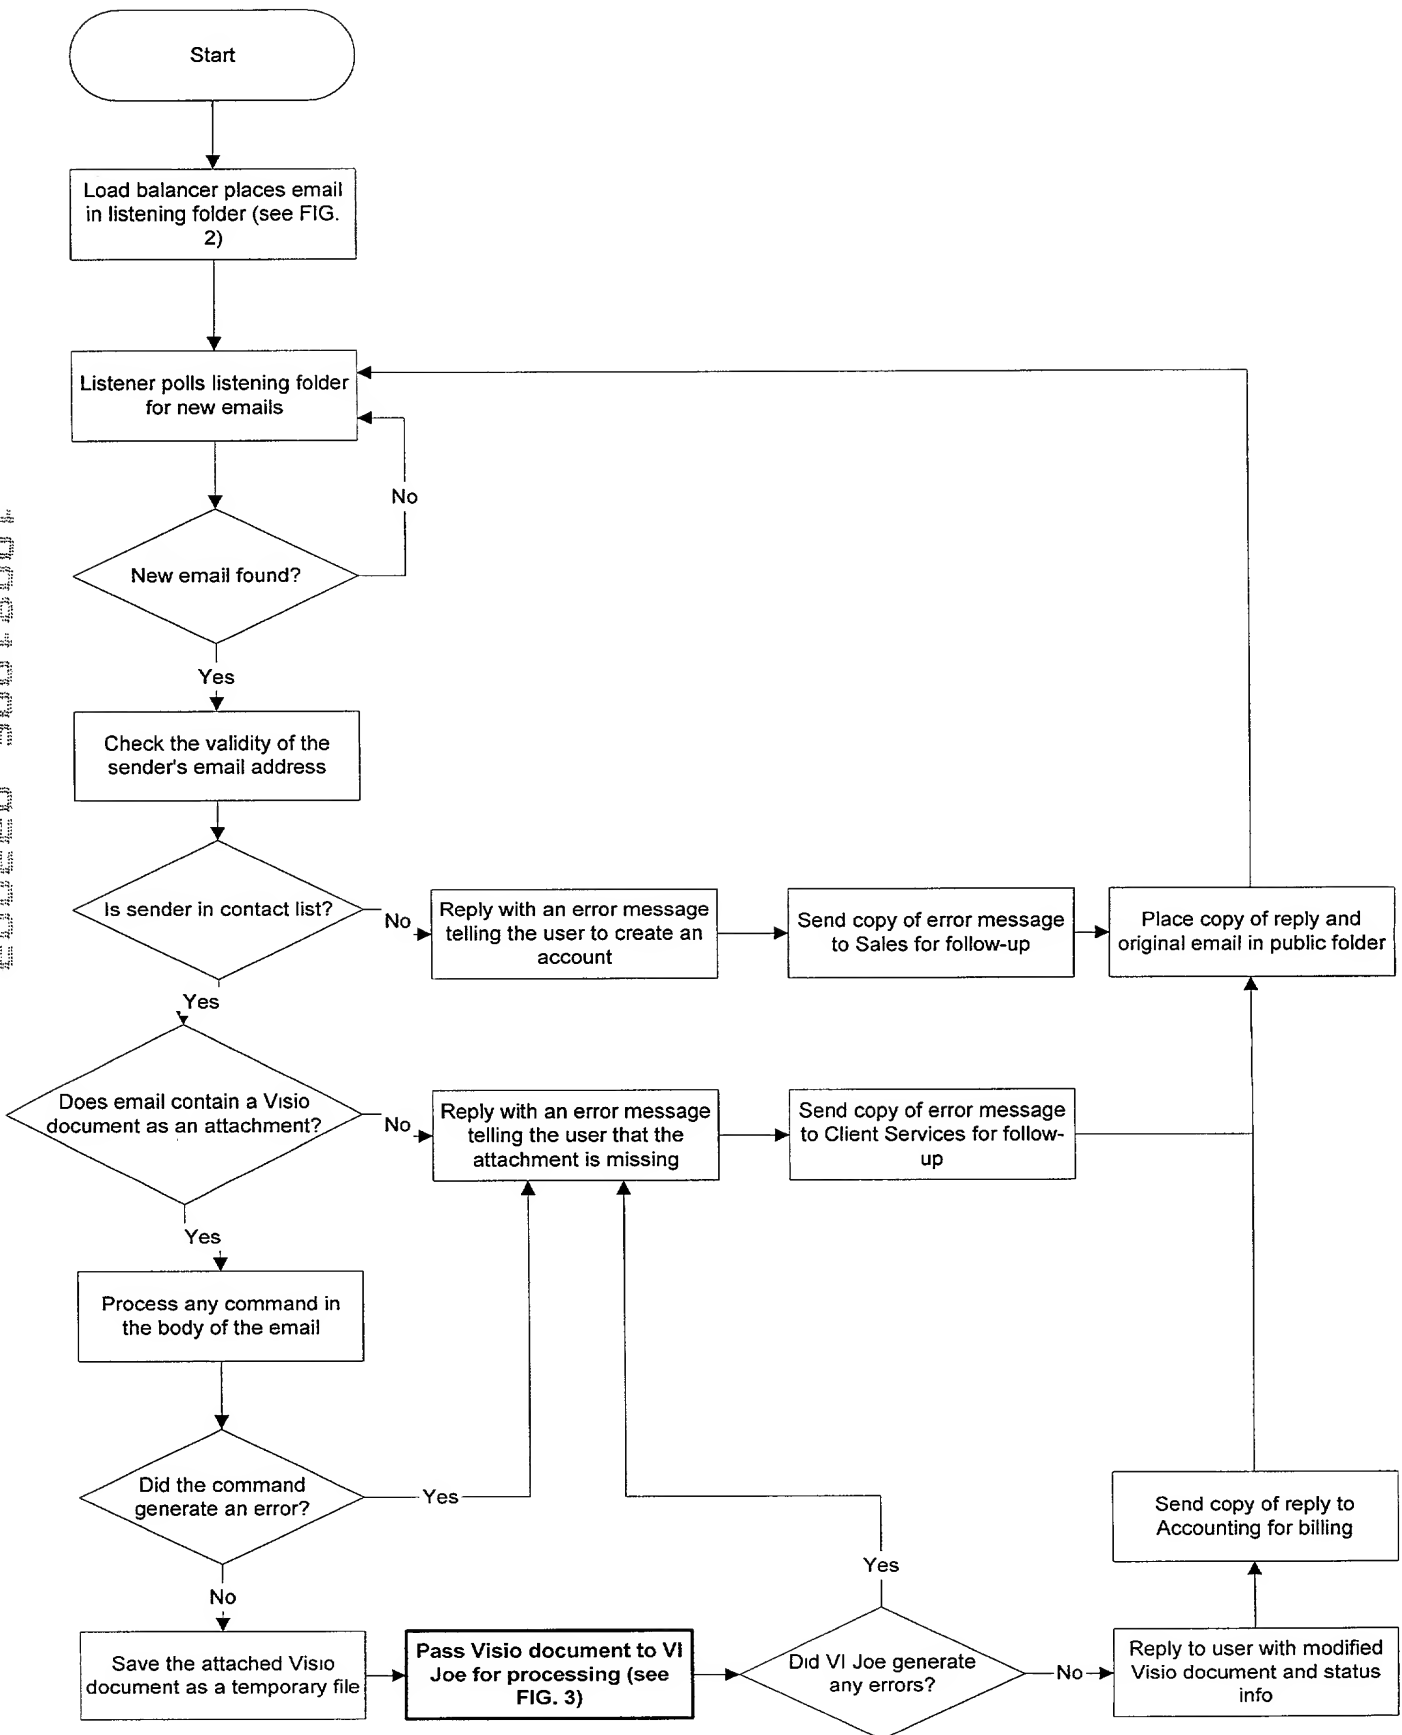 Start
Load balancer places email
in listening folder (see FIG.
2)
Listener polls listening folder
for new emails
No
New email found?
Yes
Check the validity of the
sender's email address
Is sender in contact list?
No
Reply with an error message
telling the user to create an
account
Send copy of error message
to Sales for follow-up
Place copy of reply and
original email in public folder
Yes
Does email contain a Visio
document as an attachment?
No
Reply with an error message
telling the user that the
attachment is missing
Send copy of error message
to Client Services for follow-
up
Yes
Process any command in
the body of the email
Did the command
generate an error?
Yes
Send copy of reply to
Accounting for billing
Yes
No
Save the attached Visio
document as a temporary file
Pass Visio document to VI
Joe for processing (see
FIG. 3)
Did VI Joe generate
any errors?
No
Reply to user with modified
Visio document and status
info